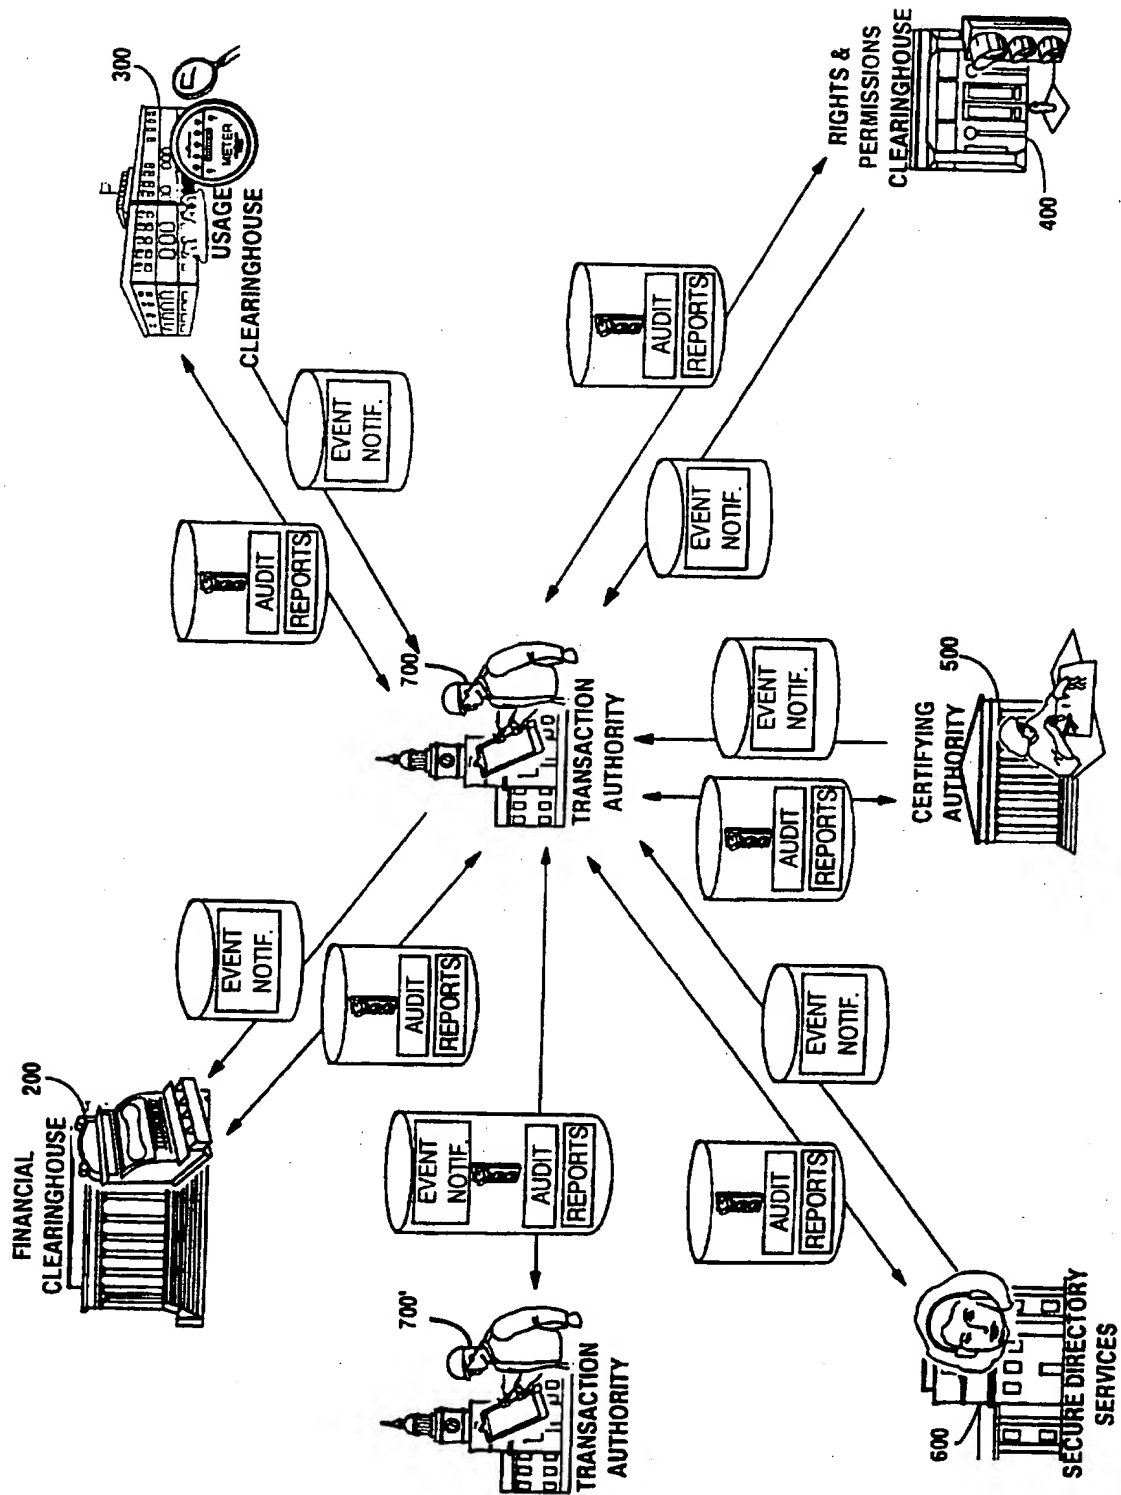 FINANCIAL
CLEARINGHOUSE
200
300
METER
USAGE
CLEARINGHOUSE
EVENT
NOTIF.
AUDIT
REPORTS
EVENT
NOTIF.
AUDIT
REPORTS
700'
EVENT
NOTIF.
AUDIT
REPORTS
700
TRANSACTION
AUTHORITY
TRANSACTION
AUTHORITY
AUDIT
REPORTS
EVENT
NOTIF.
AUDIT
REPORTS
EVENT
NOTIF.
AUDIT
REPORTS
EVENT
NOTIF.
RIGHTS &
PERMISSIONS
CLEARINGHOUSE
400
CERTIFYING
AUTHORITY
500
600
SECURE DIRECTORY
SERVICES